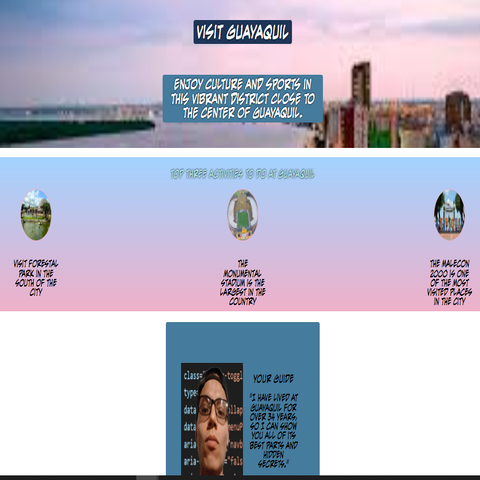 VISIT GUAYAQUIL
ENJOY CULTURE AND SPORTS IN
THIS VIBRANT DISTRICT CLOSE TO
THE CENTER OF GUAYAQUIL.
TOP THREE ACTIVITIES TO DO AT GUAYAQUIL
VISIT FORESTAL
PARK IN THE
SOUTH OF THE
CITY
THE
MONUMENTAL
STADIUM IS THE
LARGEST IN THE
COUNTRY
THE MALECON
2000 IS ONE
OF THE MOST
VISITED PLACES
IN THE CITY
class=
toggl
type=
data
ollap
data
menuP
aria
navb
aria-
="fals
YOUR GUIDE
"I HAVE LIVED AT
GUAYAQUIL FOR
OVER 34 YEARS,
SO I CAN SHOW
YOU ALL OF ITS
BEST PARTS AND
HIDDEN
SECRETS."